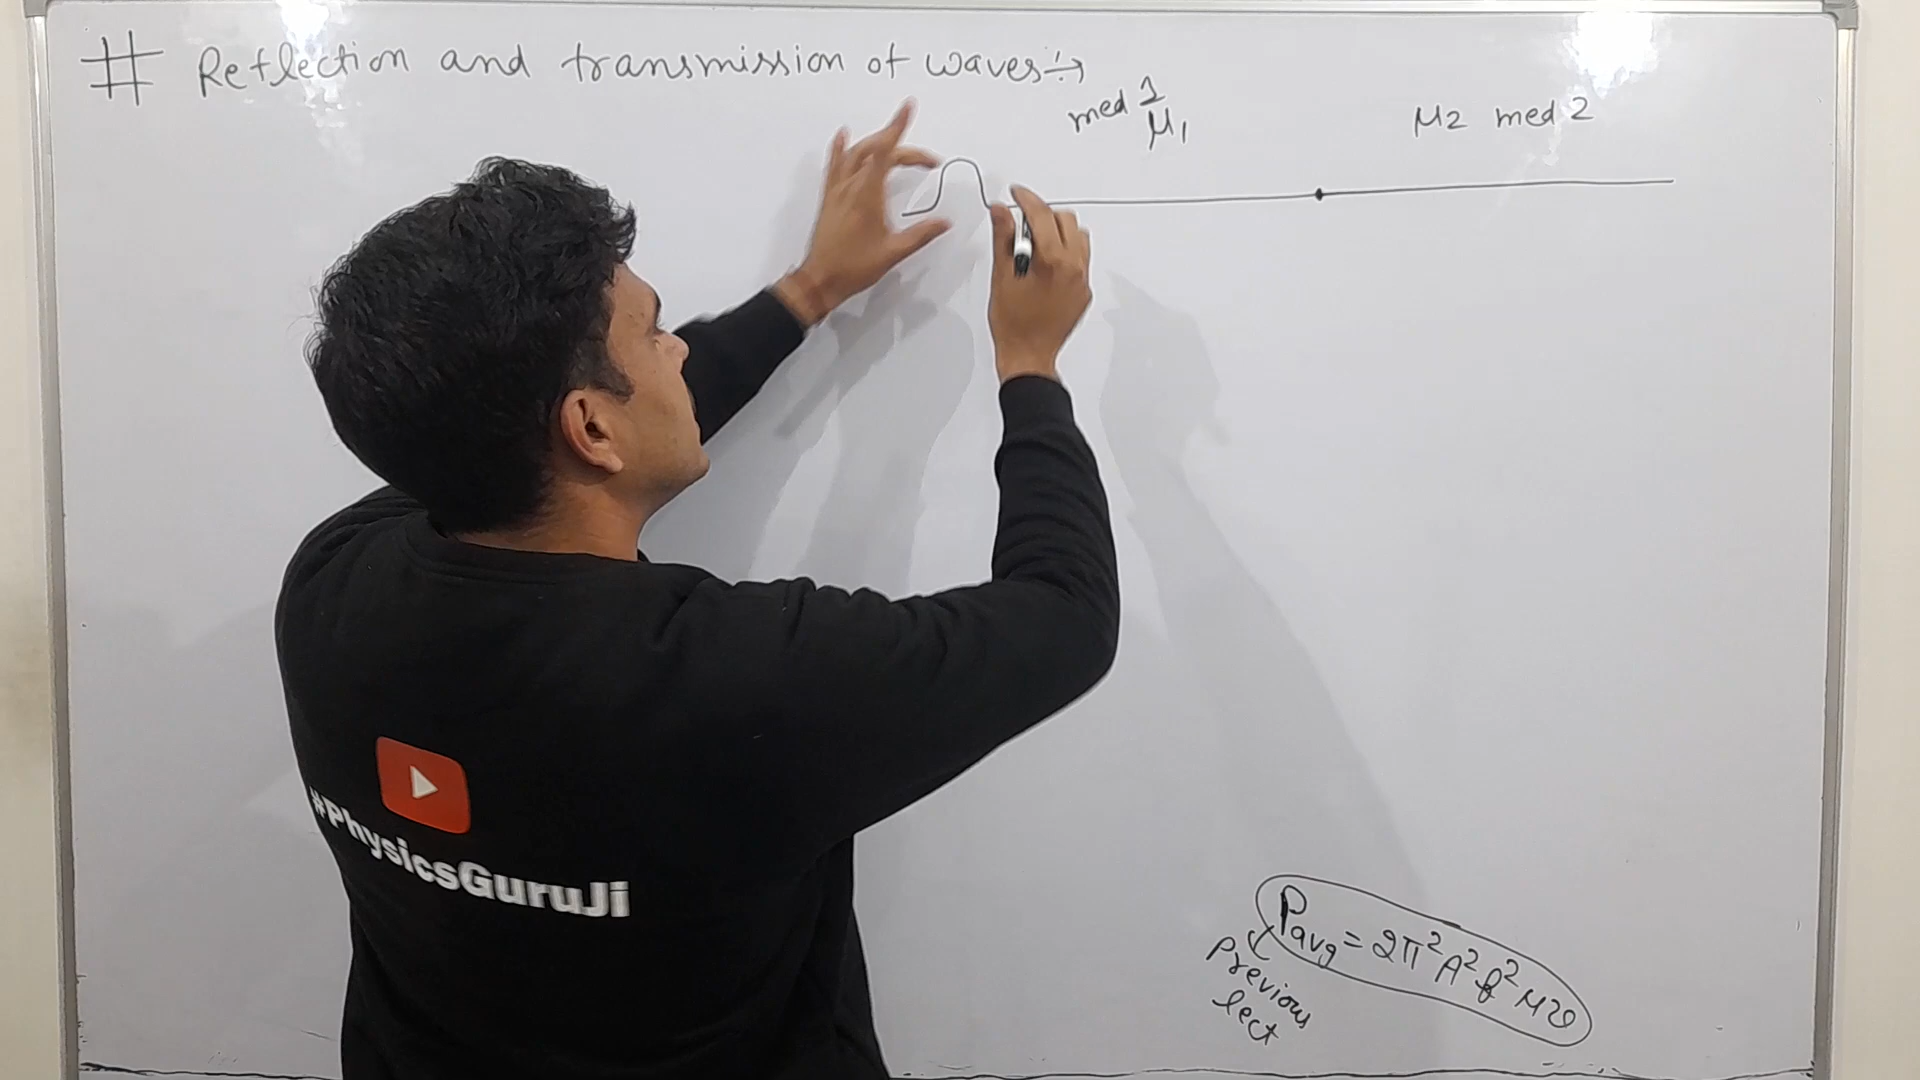 # Reflection and transmission of waves:→
med 1
μ1
μ2 med 2
Pavg = 2π²A²f²μv
Previous
lect
#PhysicsGuruJi